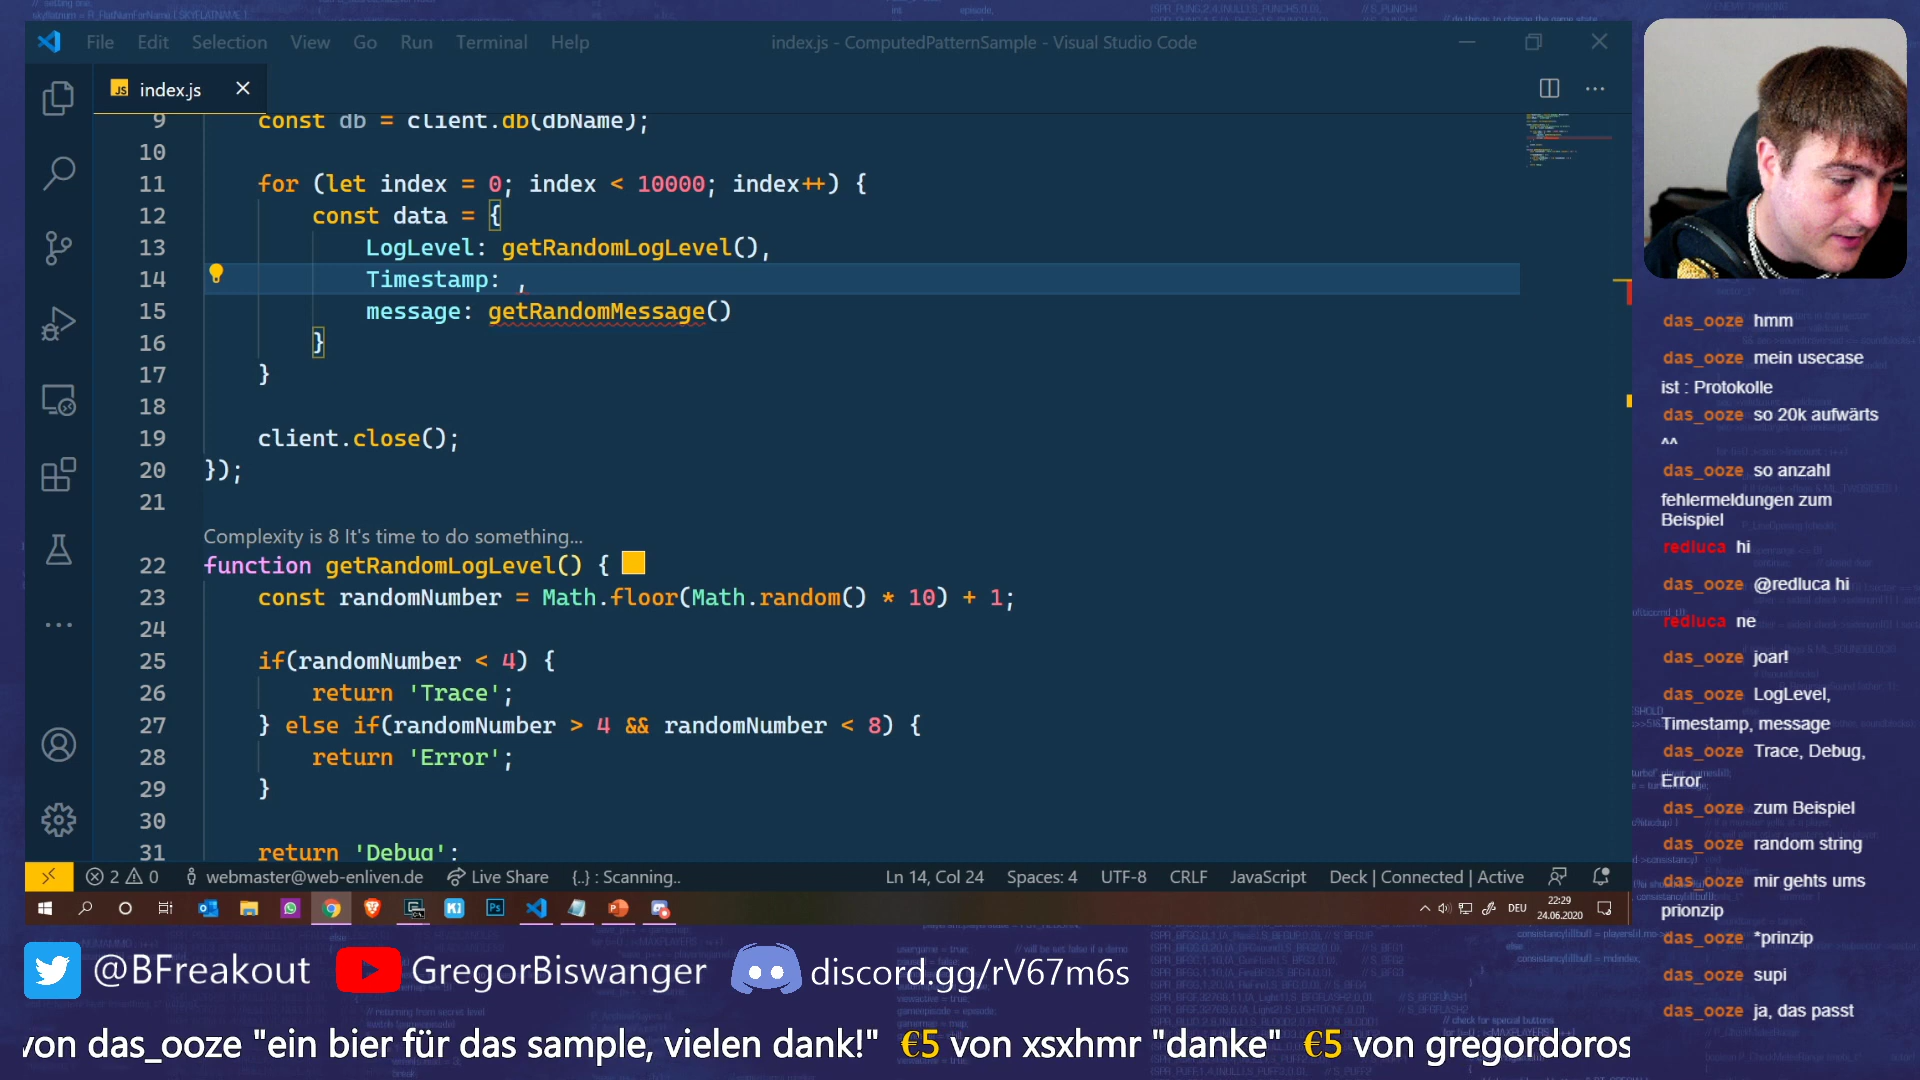 File Edit Selection View Go Run Terminal Help
index.js - ComputedPatternSample - Visual Studio Code
JS index.js
9 const db = client.db(dbName);
10
11 for (let index = 0; index < 10000; index++) {
12 const data = {
13 LogLevel: getRandomLogLevel(),
14 Timestamp: ,
15 message: getRandomMessage()
16 }
17 }
18
19 client.close();
20 });
21
Complexity is 8 It's time to do something...
22 function getRandomLogLevel() {
23 const randomNumber = Math.floor(Math.random() * 10) + 1;
24
25 if(randomNumber < 4) {
26 return 'Trace';
27 } else if(randomNumber > 4 && randomNumber < 8) {
28 return 'Error';
29 }
30
31 return 'Debug';
2 0 webmaster@web-enliven.de Live Share {..} : Scanning..
Ln 14, Col 24 Spaces: 4 UTF-8 CRLF JavaScript Deck | Connected | Active
DEU 22:29
24.06.2020
das_ooze hmm
das_ooze mein usecase
ist : Protokolle
das_ooze so 20k aufwärts
^^
das_ooze so anzahl
fehlermeldungen zum
Beispiel
redluca hi
das_ooze @redluca hi
redluca ne
das_ooze joar!
das_ooze LogLevel,
Timestamp, message
das_ooze Trace, Debug,
Error
das_ooze zum Beispiel
das_ooze random string
das_ooze mir gehts ums
prionzip
das_ooze *prinzip
das_ooze supi
das_ooze ja, das passt
@BFreakout GregorBiswanger discord.gg/rV67m6s
von das_ooze "ein bier für das sample, vielen dank!" €5 von xsxhmr "danke" €5 von gregordoros